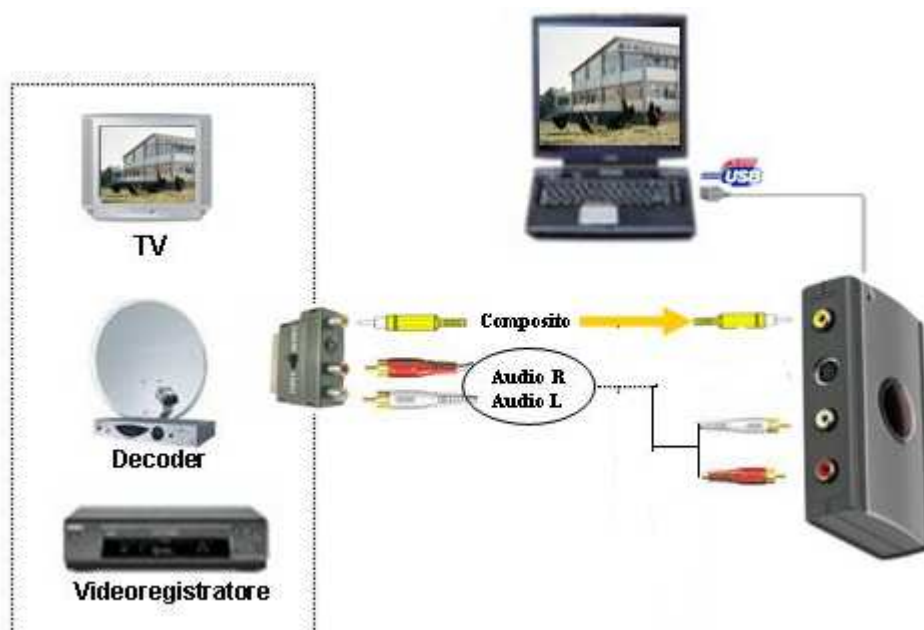 TV
Decoder
Videoregistratore
USB
Composito
Audio R
Audio L